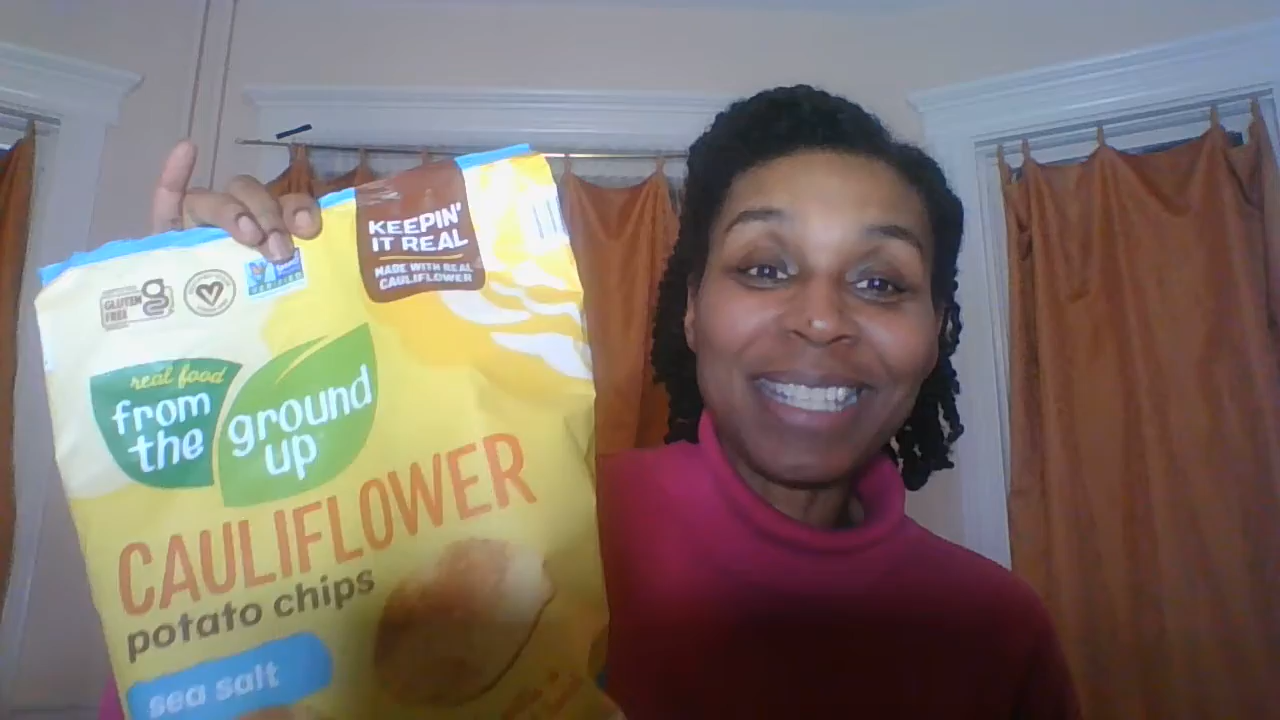 KEEPIN'
IT REAL
MADE WITH REAL
CAULIFLOWER
GLUTEN
FREE
VERIFIED
real food
from
the
ground
up
CAULIFLOWER
potato chips
sea salt